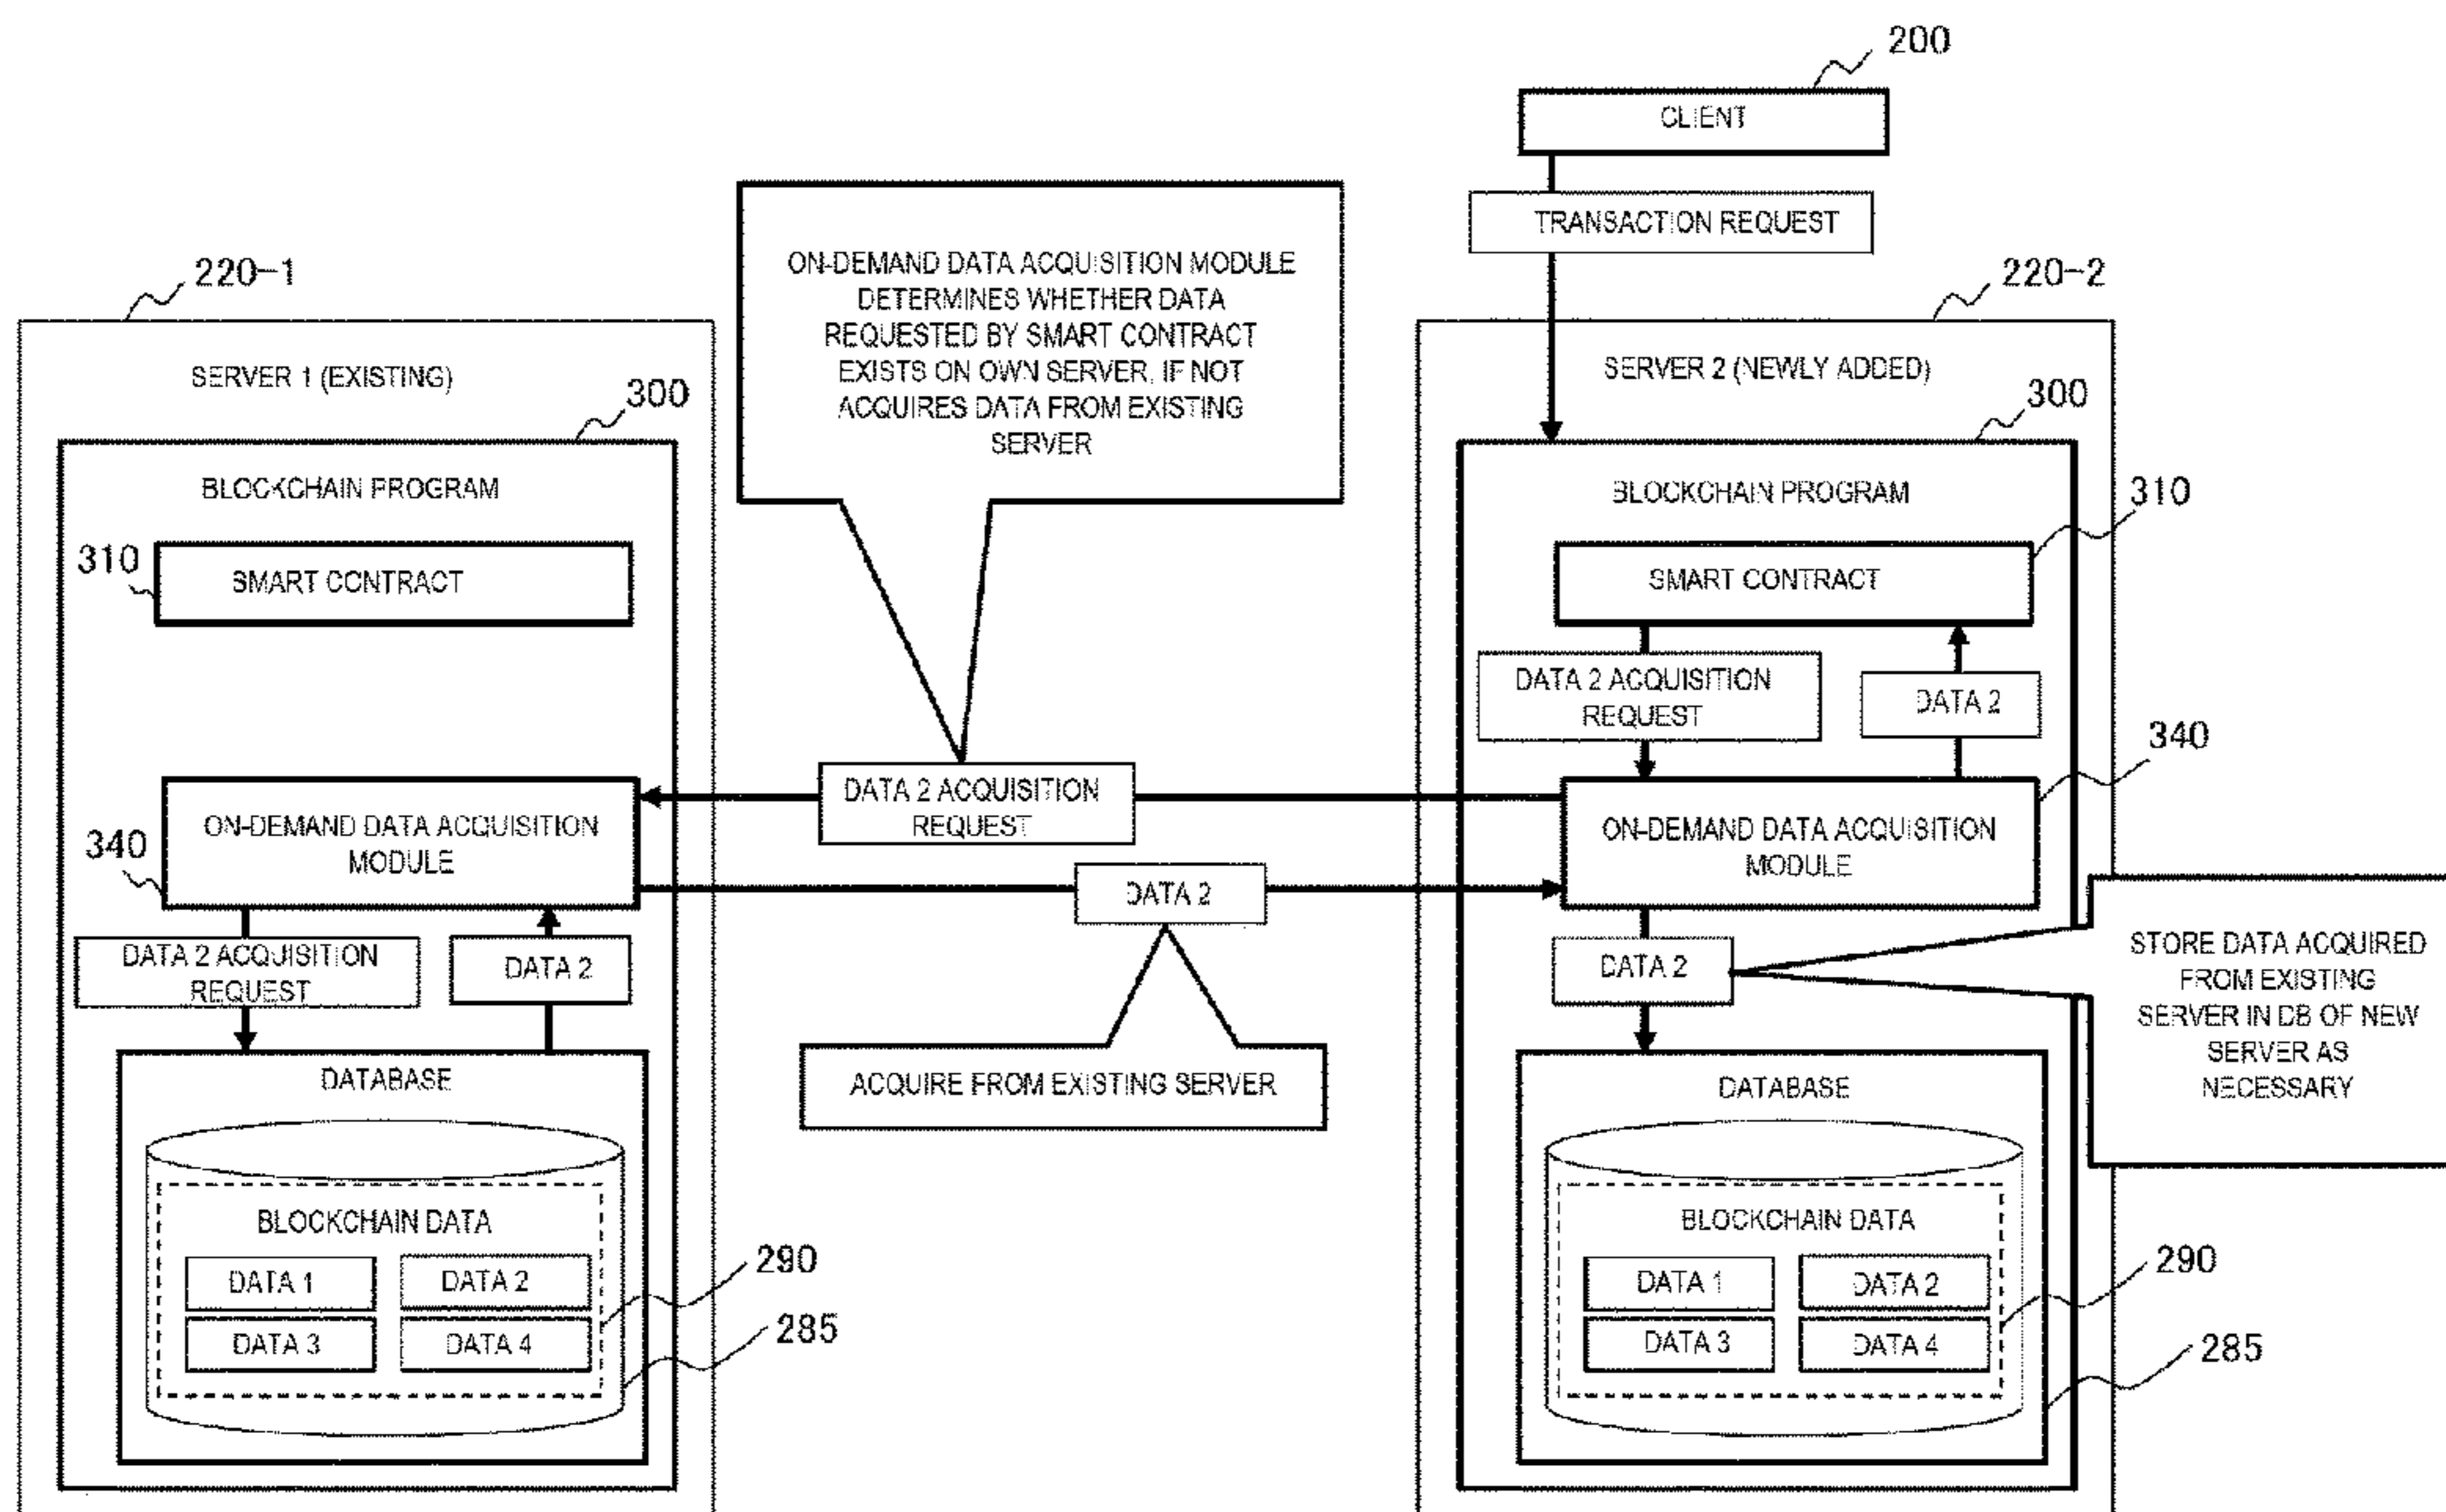 200
CLIENT
TRANSACTION REQUEST
220-1
SERVER 1 (EXISTING)
300
BLOCKCHAIN PROGRAM
310
SMART CONTRACT
340
ON-DEMAND DATA ACQUISITION
MODULE
DATA 2 ACQUISITION
REQUEST
DATA 2
DATABASE
BLOCKCHAIN DATA
DATA 1
DATA 2
DATA 3
DATA 4
290
285
ON-DEMAND DATA ACQUISITION MODULE
DETERMINES WHETHER DATA
REQUESTED BY SMART CONTRACT
EXISTS ON OWN SERVER, IF NOT
ACQUIRES DATA FROM EXISTING
SERVER
DATA 2 ACQUISITION
REQUEST
DATA 2
ACQUIRE FROM EXISTING SERVER
220-2
SERVER 2 (NEWLY ADDED)
300
BLOCKCHAIN PROGRAM
310
SMART CONTRACT
DATA 2 ACQUISITION
REQUEST
DATA 2
340
ON-DEMAND DATA ACQUISITION
MODULE
DATA 2
STORE DATA ACQUIRED
FROM EXISTING
SERVER IN DB OF NEW
SERVER AS
NECESSARY
DATABASE
BLOCKCHAIN DATA
DATA 1
DATA 2
DATA 3
DATA 4
290
285